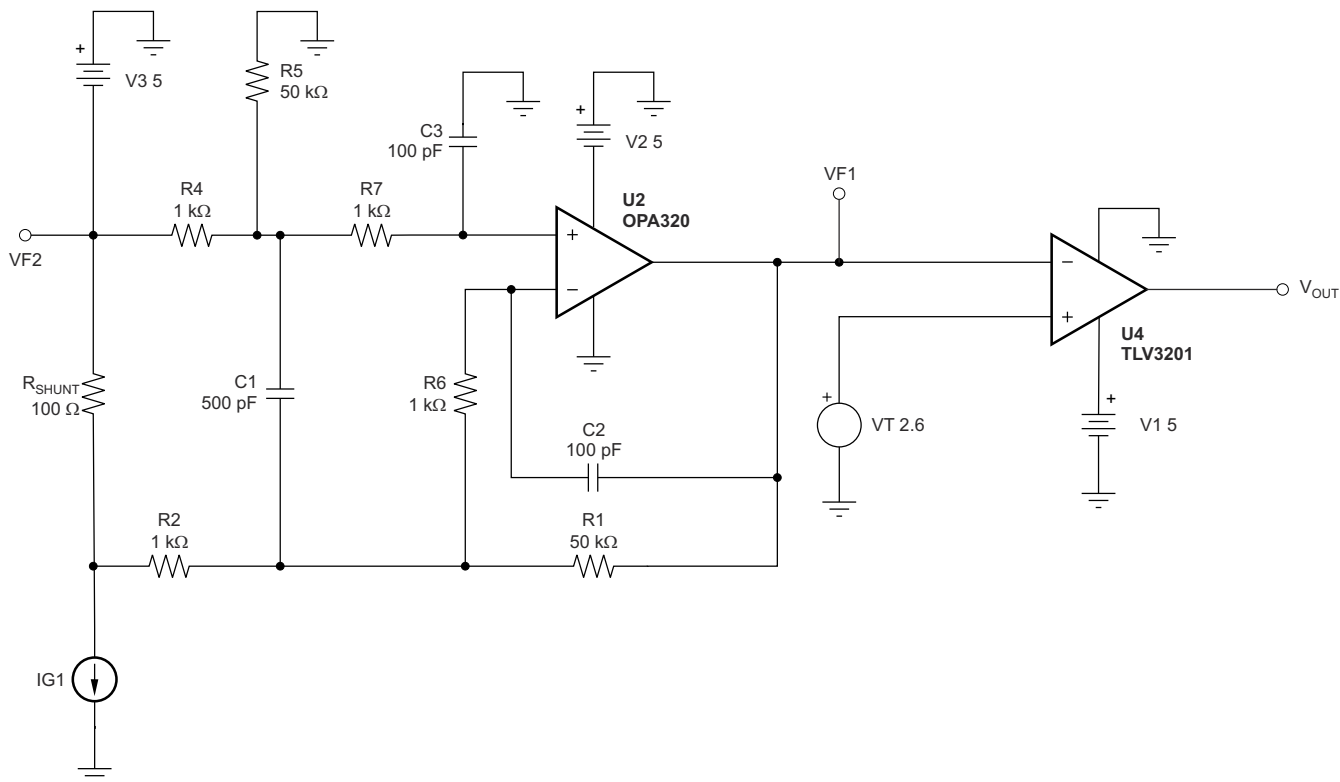 +
V3 5
R5
50 kΩ
C3
100 pF
+
V2 5
R4
1 kΩ
R7
1 kΩ
U2
OPA320
VF1
VF2
+
−
−
+
VOUT
U4
TLV3201
RSHUNT
100 Ω
C1
500 pF
R6
1 kΩ
C2
100 pF
+
VT 2.6
+
V1 5
R2
1 kΩ
R1
50 kΩ
IG1